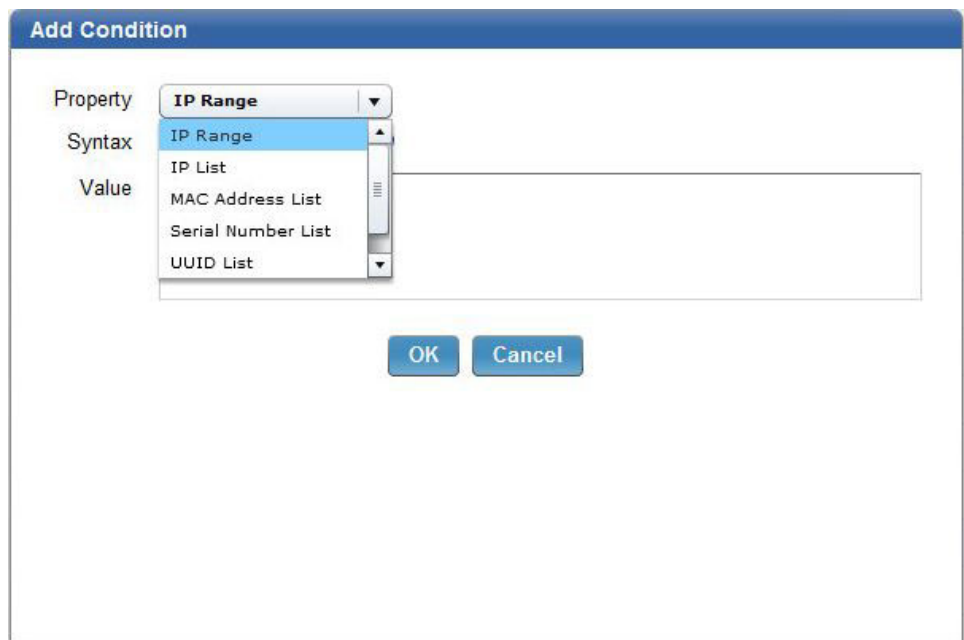 Add Condition
Property IP Range
Syntax IP Range
IP List
Value
MAC Address List
Serial Number List
UUID List
OK Cancel